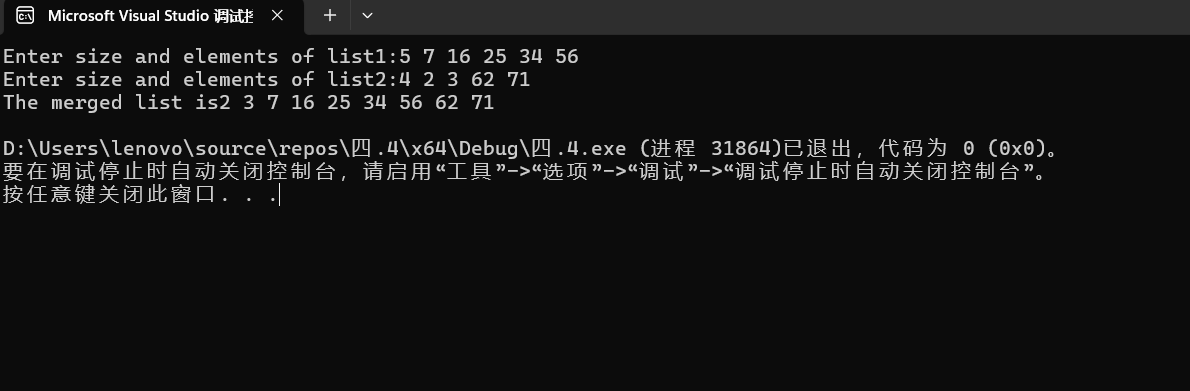 Microsoft Visual Studio 调试控
Enter size and elements of list1:5 7 16 25 34 56
Enter size and elements of list2:4 2 3 62 71
The merged list is2 3 7 16 25 34 56 62 71
D:\Users\lenovo\source\repos\四.4\x64\Debug\四.4.exe (进程 31864)已退出，代码为 0 (0x0)。
要在调试停止时自动关闭控制台，请启用“工具”->“选项”->“调试”->“调试停止时自动关闭控制台”。
按任意键关闭此窗口. . .